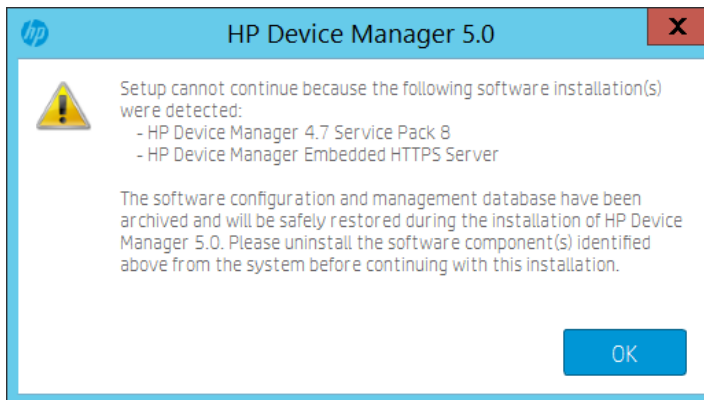 hp
HP Device Manager 5.0
X
Setup cannot continue because the following software installation(s)
were detected:
- HP Device Manager 4.7 Service Pack 8
- HP Device Manager Embedded HTTPS Server
The software configuration and management database have been
archived and will be safely restored during the installation of HP Device
Manager 5.0. Please uninstall the software component(s) identified
above from the system before continuing with this installation.
OK